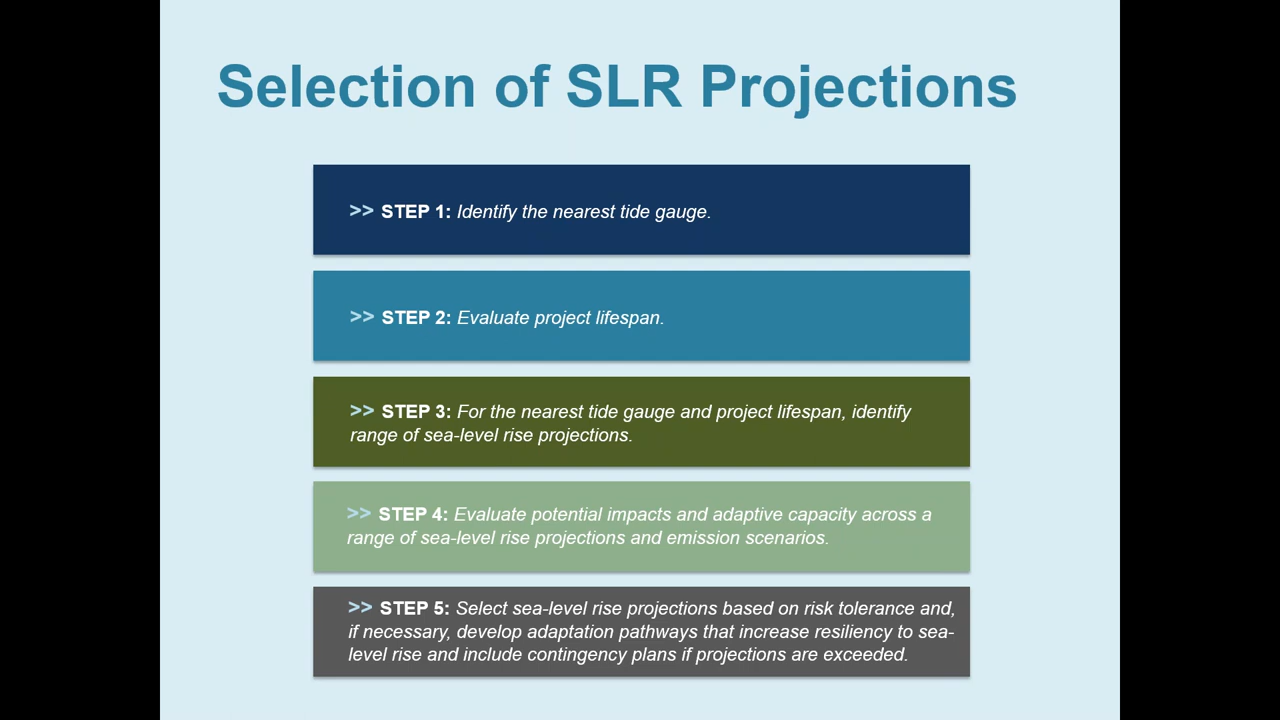 Selection of SLR Projections
>> STEP 1: Identify the nearest tide gauge.
>> STEP 2: Evaluate project lifespan.
>> STEP 3: For the nearest tide gauge and project lifespan, identify
range of sea-level rise projections.
>> STEP 4: Evaluate potential impacts and adaptive capacity across a
range of sea-level rise projections and emission scenarios.
>> STEP 5: Select sea-level rise projections based on risk tolerance and,
if necessary, develop adaptation pathways that increase resiliency to sea-
level rise and include contingency plans if projections are exceeded.